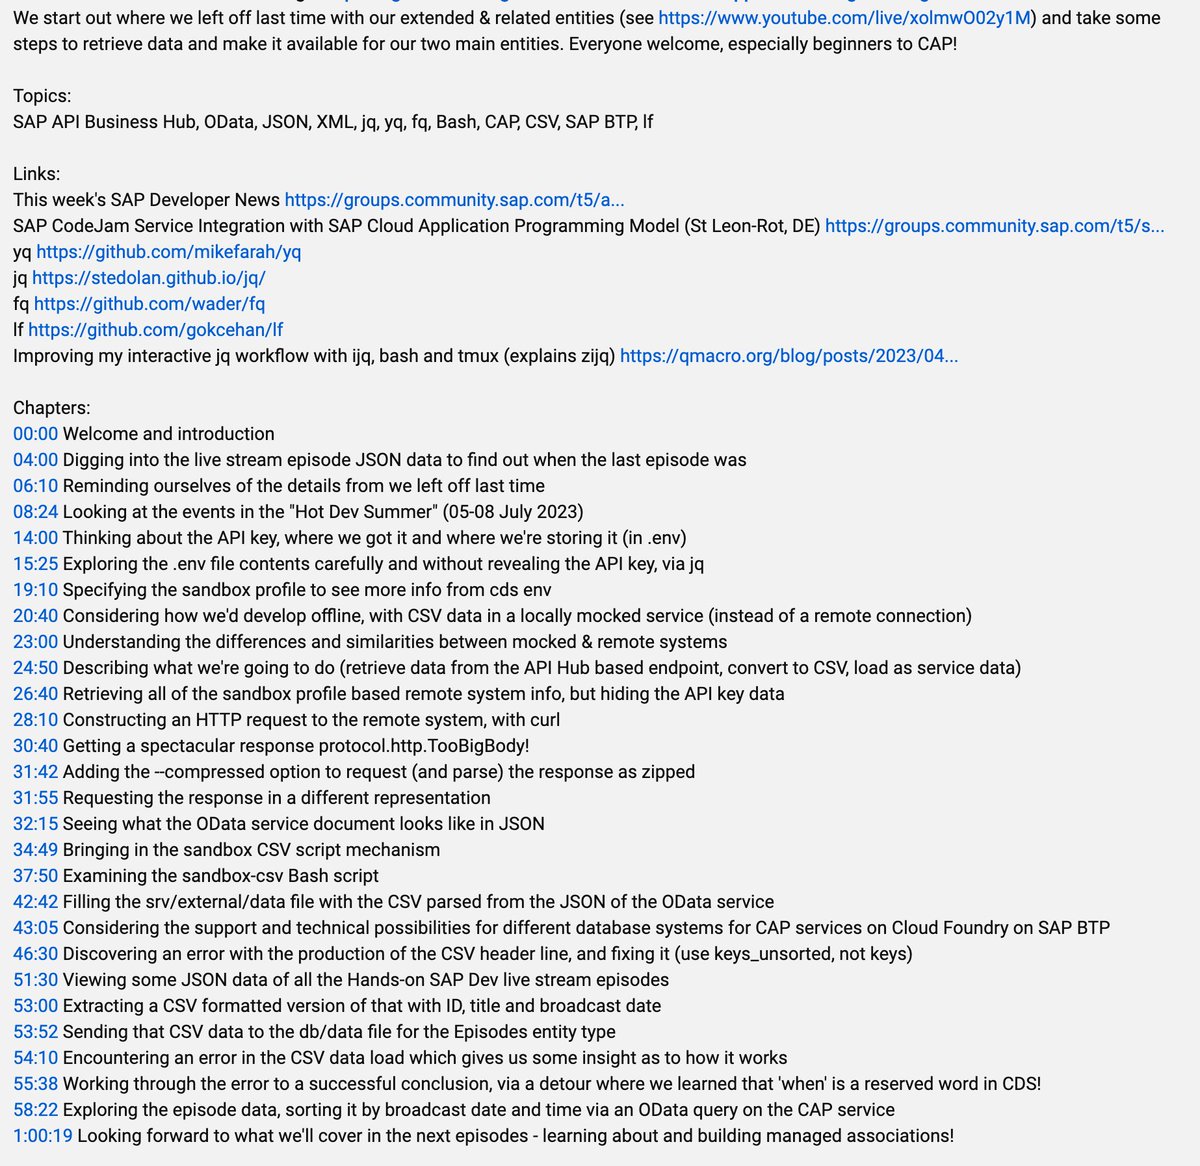 We start out where we left off last time with our extended & related entities (see https://www.youtube.com/live/xolmwO02y1M) and take some
steps to retrieve data and make it available for our two main entities. Everyone welcome, especially beginners to CAP!
Topics:
SAP API Business Hub, OData, JSON, XML, jq, yq, fq, Bash, CAP, CSV, SAP BTP, lf
Links:
This week's SAP Developer News https://groups.community.sap.com/t5/a...
SAP CodeJam Service Integration with SAP Cloud Application Programming Model (St Leon-Rot, DE) https://groups.community.sap.com/t5/s...
yq https://github.com/mikefarah/yq
jq https://stedolan.github.io/jq/
fq https://github.com/wader/fq
lf https://github.com/gokcehan/lf
Improving my interactive jq workflow with ijq, bash and tmux (explains zijq) https://qmacro.org/blog/posts/2023/04...
Chapters:
00:00 Welcome and introduction
04:00 Digging into the live stream episode JSON data to find out when the last episode was
06:10 Reminding ourselves of the details from we left off last time
08:24 Looking at the events in the "Hot Dev Summer" (05-08 July 2023)
14:00 Thinking about the API key, where we got it and where we're storing it (in .env)
15:25 Exploring the .env file contents carefully and without revealing the API key, via jq
19:10 Specifying the sandbox profile to see more info from cds env
20:40 Considering how we'd develop offline, with CSV data in a locally mocked service (instead of a remote connection)
23:00 Understanding the differences and similarities between mocked & remote systems
24:50 Describing what we're going to do (retrieve data from the API Hub based endpoint, convert to CSV, load as service data)
26:40 Retrieving all of the sandbox profile based remote system info, but hiding the API key data
28:10 Constructing an HTTP request to the remote system, with curl
30:40 Getting a spectacular response protocol.http.TooBigBody!
31:42 Adding the --compressed option to request (and parse) the response as zipped
31:55 Requesting the response in a different representation
32:15 Seeing what the OData service document looks like in JSON
34:49 Bringing in the sandbox CSV script mechanism
37:50 Examining the sandbox-csv Bash script
42:42 Filling the srv/external/data file with the CSV parsed from the JSON of the OData service
43:05 Considering the support and technical possibilities for different database systems for CAP services on Cloud Foundry on SAP BTP
46:30 Discovering an error with the production of the CSV header line, and fixing it (use keys_unsorted, not keys)
51:30 Viewing some JSON data of all the Hands-on SAP Dev live stream episodes
53:00 Extracting a CSV formatted version of that with ID, title and broadcast date
53:52 Sending that CSV data to the db/data file for the Episodes entity type
54:10 Encountering an error in the CSV data load which gives us some insight as to how it works
55:38 Working through the error to a successful conclusion, via a detour where we learned that 'when' is a reserved word in CDS!
58:22 Exploring the episode data, sorting it by broadcast date and time via an OData query on the CAP service
1:00:19 Looking forward to what we'll cover in the next episodes - learning about and building managed associations!